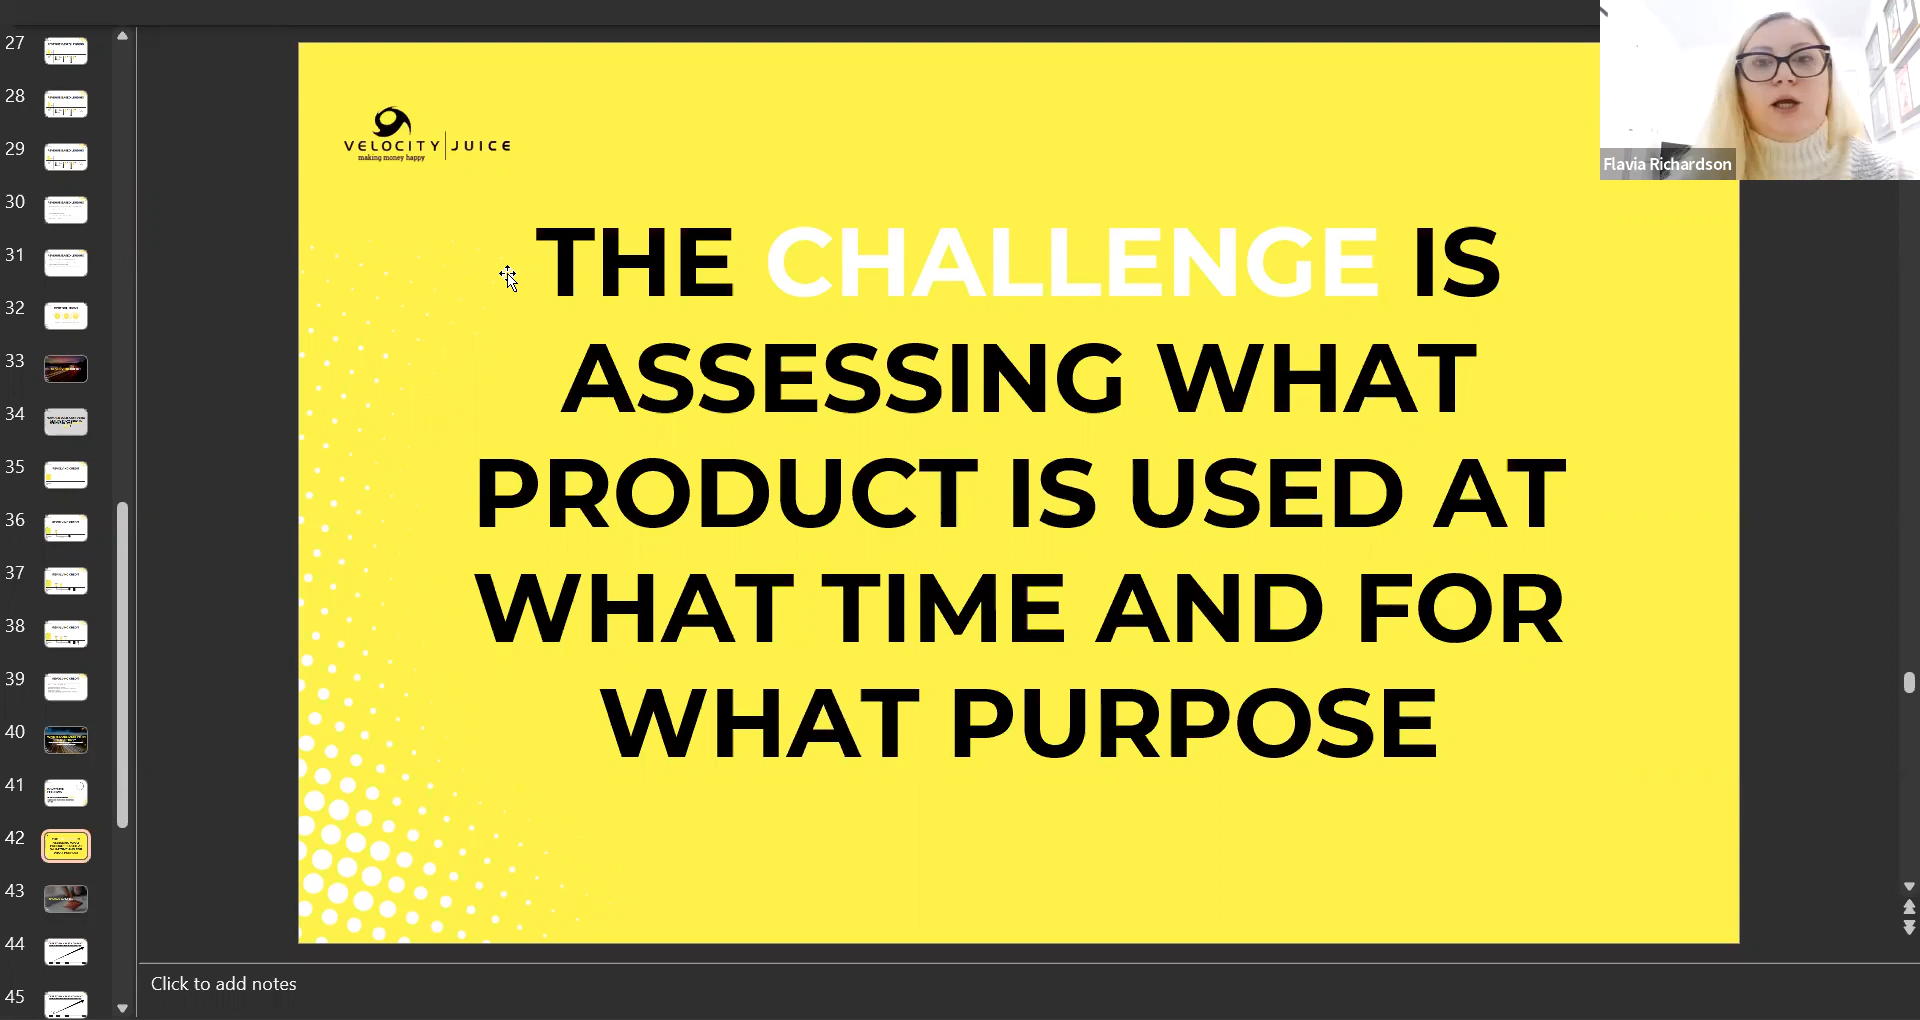 27
28
29
30
31
32
33
34
35
36
37
38
39
40
41
42
43
44
45
VELOCITY | JUICE
making money happy
THE CHALLENGE IS
ASSESSING WHAT
PRODUCT IS USED AT
WHAT TIME AND FOR
WHAT PURPOSE
Flavia Richardson
Click to add notes